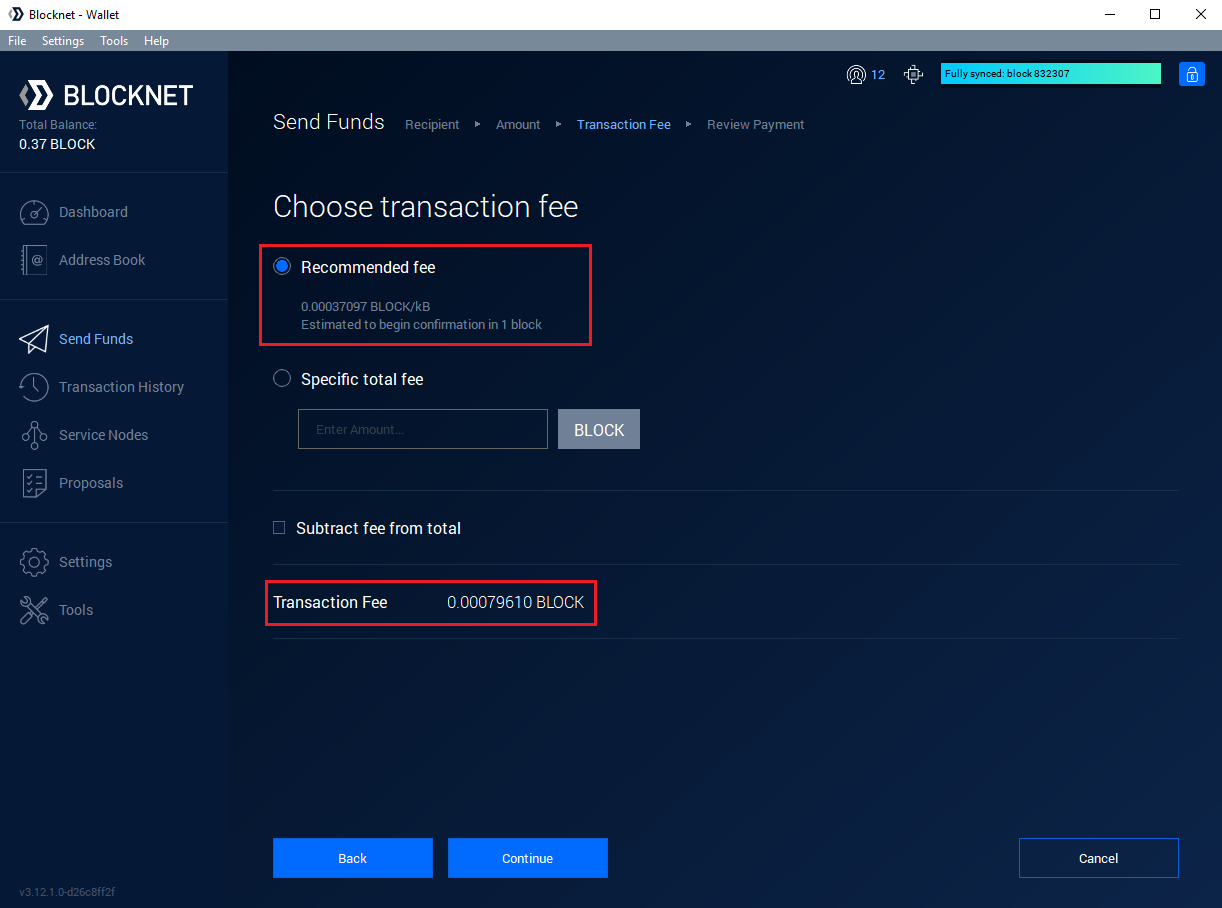 Blocknet - Wallet
File Settings Tools Help
BLOCKNET
Total Balance:
0.37 BLOCK
Dashboard
Address Book
Send Funds
Transaction History
Service Nodes
Proposals
Settings
Tools
v3.12.1.0-d26c8ff2f
12
Fully synced: block 832307
Send Funds Recipient Amount Transaction Fee Review Payment
Choose transaction fee
Recommended fee
0.00037097 BLOCK/kB
Estimated to begin confirmation in 1 block
Specific total fee
Enter Amount... BLOCK
Subtract fee from total
Transaction Fee 0.00079610 BLOCK
Back Continue Cancel